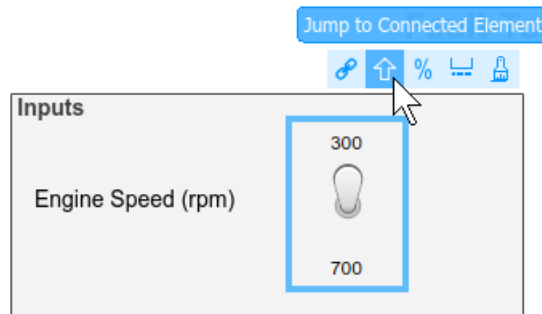 Jump to Connected Element
%
Inputs
300
Engine Speed (rpm)
700